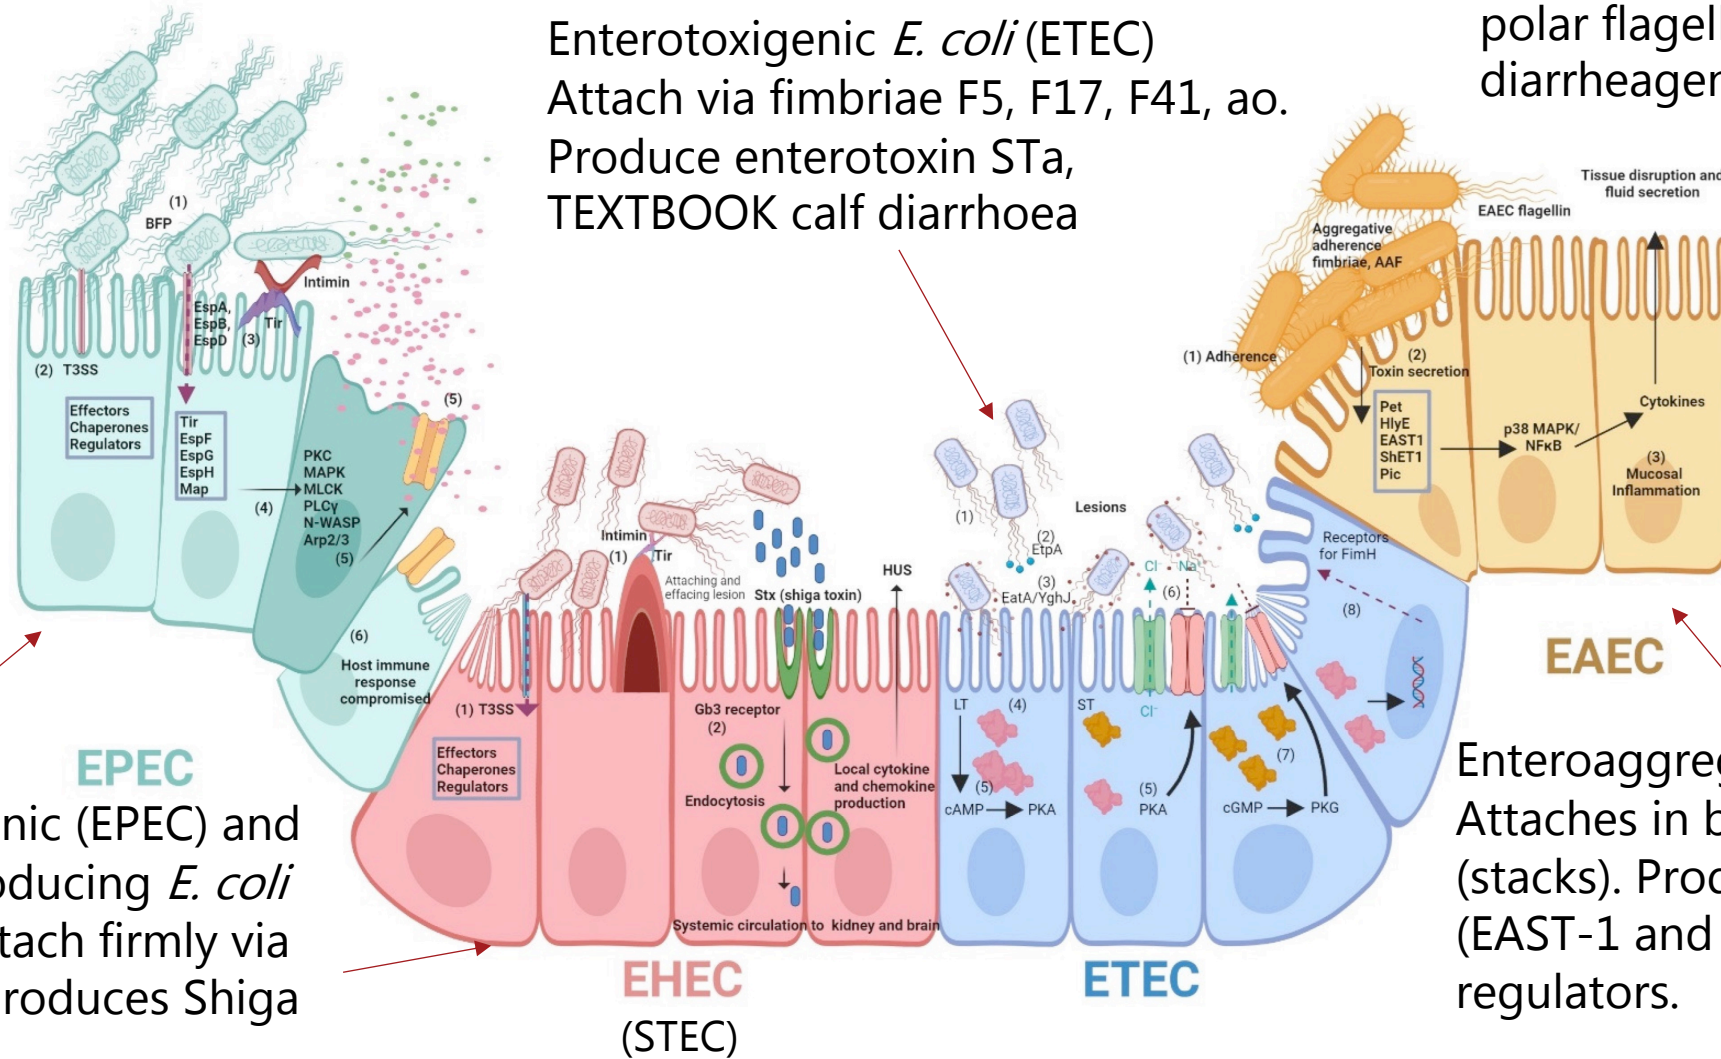 Enterotoxigenic E. coli (ETEC)
Attach via fimbriae F5, F17, F41, ao.
Produce enterotoxin STa,
TEXTBOOK calf diarrhoea
polar flagell
diarrheagen
(1)
BFP
Intimin
EspA,
EspB,
EspD
Tir
(3)
(2) T3SS
Effectors
Chaperones
Regulators
Tir
EspF
EspG
EspH
Map
(4)
PKC
MAPK
MLCK
PLCγ
N-WASP
Arp2/3
(5)
(5)
(6)
Host immune
response
compromised
EPEC
nic (EPEC) and
oducing E. coli
ttach firmly via
roduces Shiga
Intimin
(1)
Tir
Attaching and
effacing lesion
Stx (shiga toxin)
HUS
(1) T3SS
Effectors
Chaperones
Regulators
Gb3 receptor
(2)
Endocytosis
Local cytokine
and chemokine
production
Systemic circulation to kidney and brain
EHEC
(STEC)
(1)
(2)
EtpA
Lesions
(3)
EatA/YghJ
Cl⁻
Na⁺
(6)
LT
(4)
(5)
cAMP
PKA
ST
Cl⁻
(5)
PKA
(7)
cGMP
PKG
Receptors
for FimH
(8)
ETEC
Aggregative
adherence
fimbriae, AAF
EAEC flagellin
Tissue disruption and
fluid secretion
(1) Adherence
(2)
Toxin secretion
Pet
HlyE
EAST1
ShET1
Pic
p38 MAPK/
NFκB
Cytokines
(3)
Mucosal
Inflammation
EAEC
Enteroaggreg
Attaches in b
(stacks). Proc
(EAST-1 and
regulators.